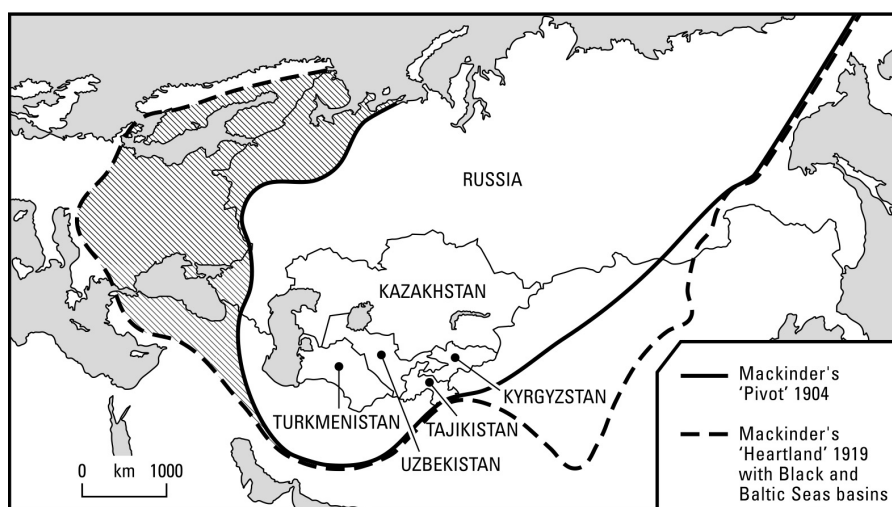 RUSSIA
KAZAKHSTAN
KYRGYZSTAN
TURKMENISTAN
TAJIKISTAN
UZBEKISTAN
0 km 1000
Mackinder's
'Pivot' 1904
Mackinder's
'Heartland' 1919
with Black and
Baltic Seas basins